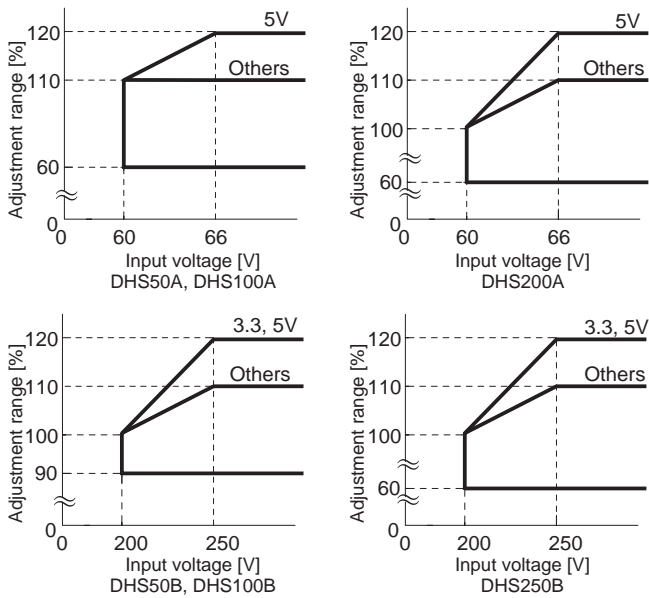 5V
120
Others
110
Adjustment range [%]
60
0
0
60
66
Input voltage [V]
DHS50A, DHS100A
5V
120
Others
110
100
Adjustment range [%]
60
0
0
60
66
Input voltage [V]
DHS200A
3.3, 5V
120
Others
110
100
90
Adjustment range [%]
0
0
200
250
Input voltage [V]
DHS50B, DHS100B
3.3, 5V
120
Others
110
100
Adjustment range [%]
60
0
0
200
250
Input voltage [V]
DHS250B